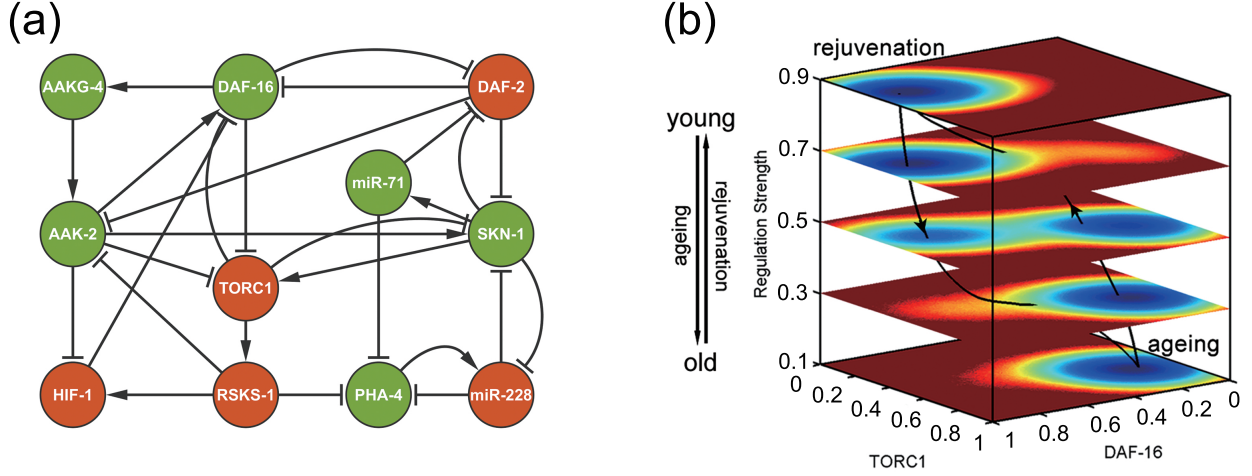 (a)
AAKG-4
DAF-16
DAF-2
miR-71
AAK-2
SKN-1
TORC1
HIF-1
RSKS-1
PHA-4
miR-228
(b)
rejuvenation
young
ageing
rejuvenation
old
Regulation Strength
0.9
0.7
0.5
0.3
0.1
ageing
0
0.2
0.4
0.6
0.8
1
TORC1
1
0.8
0.6
0.4
0.2
0
DAF-16